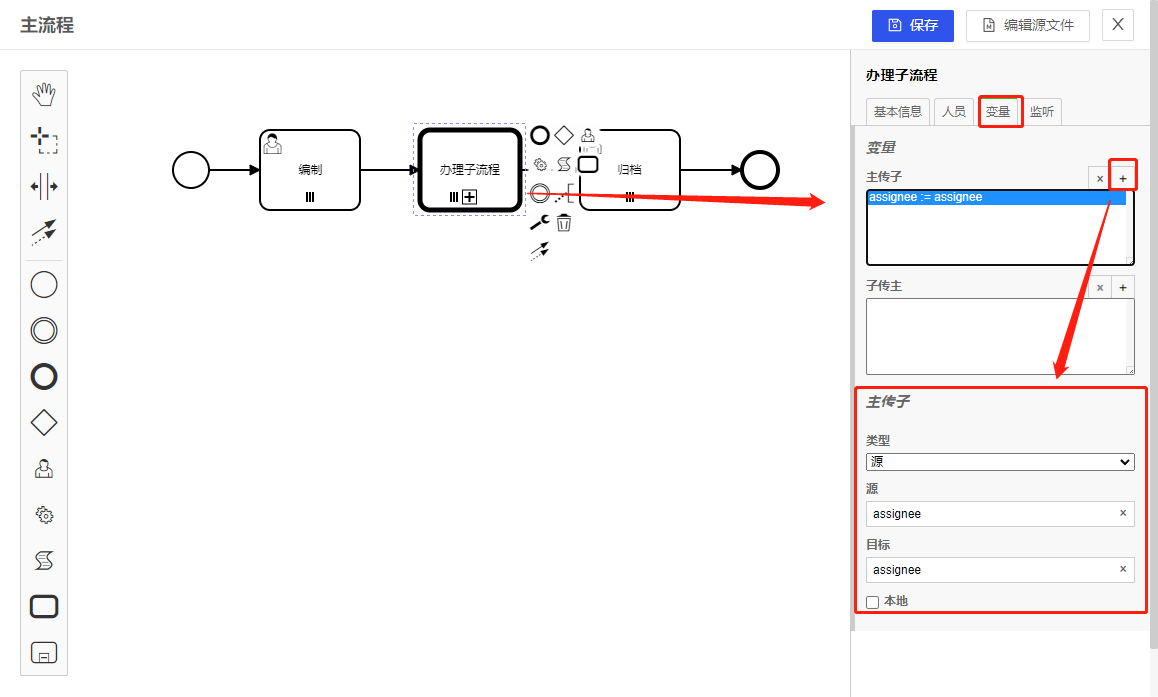 主流程
保存
编辑源文件
办理子流程
基本信息
人员
变量
监听
编制
办理子流程
归档
变量
主传子
× +
assignee := assignee
子传主
× +
主传子
类型
源
源
assignee ×
目标
assignee ×
本地